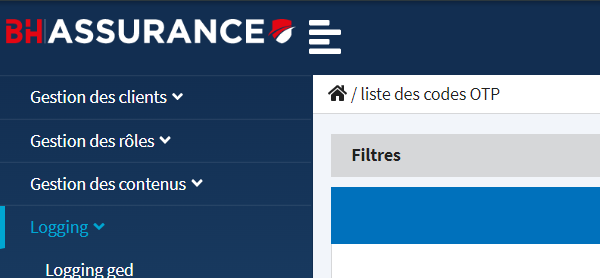 BH ASSURANCE
Gestion des clients
/ liste des codes OTP
Gestion des rôles
Filtres
Gestion des contenus
Logging
Logging ged